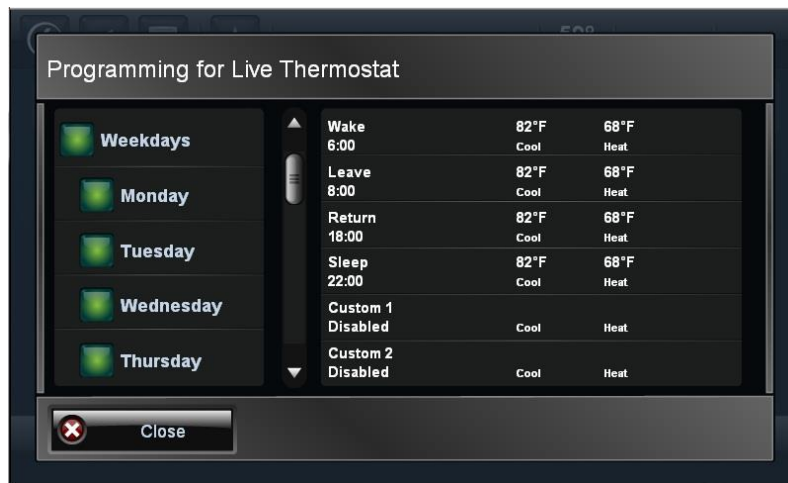 Programming for Live Thermostat
Weekdays
Monday
Tuesday
Wednesday
Thursday
Wake 82°F 68°F
6:00 Cool Heat
Leave 82°F 68°F
8:00 Cool Heat
Return 82°F 68°F
18:00 Cool Heat
Sleep 82°F 68°F
22:00 Cool Heat
Custom 1
Disabled Cool Heat
Custom 2
Disabled Cool Heat
Close